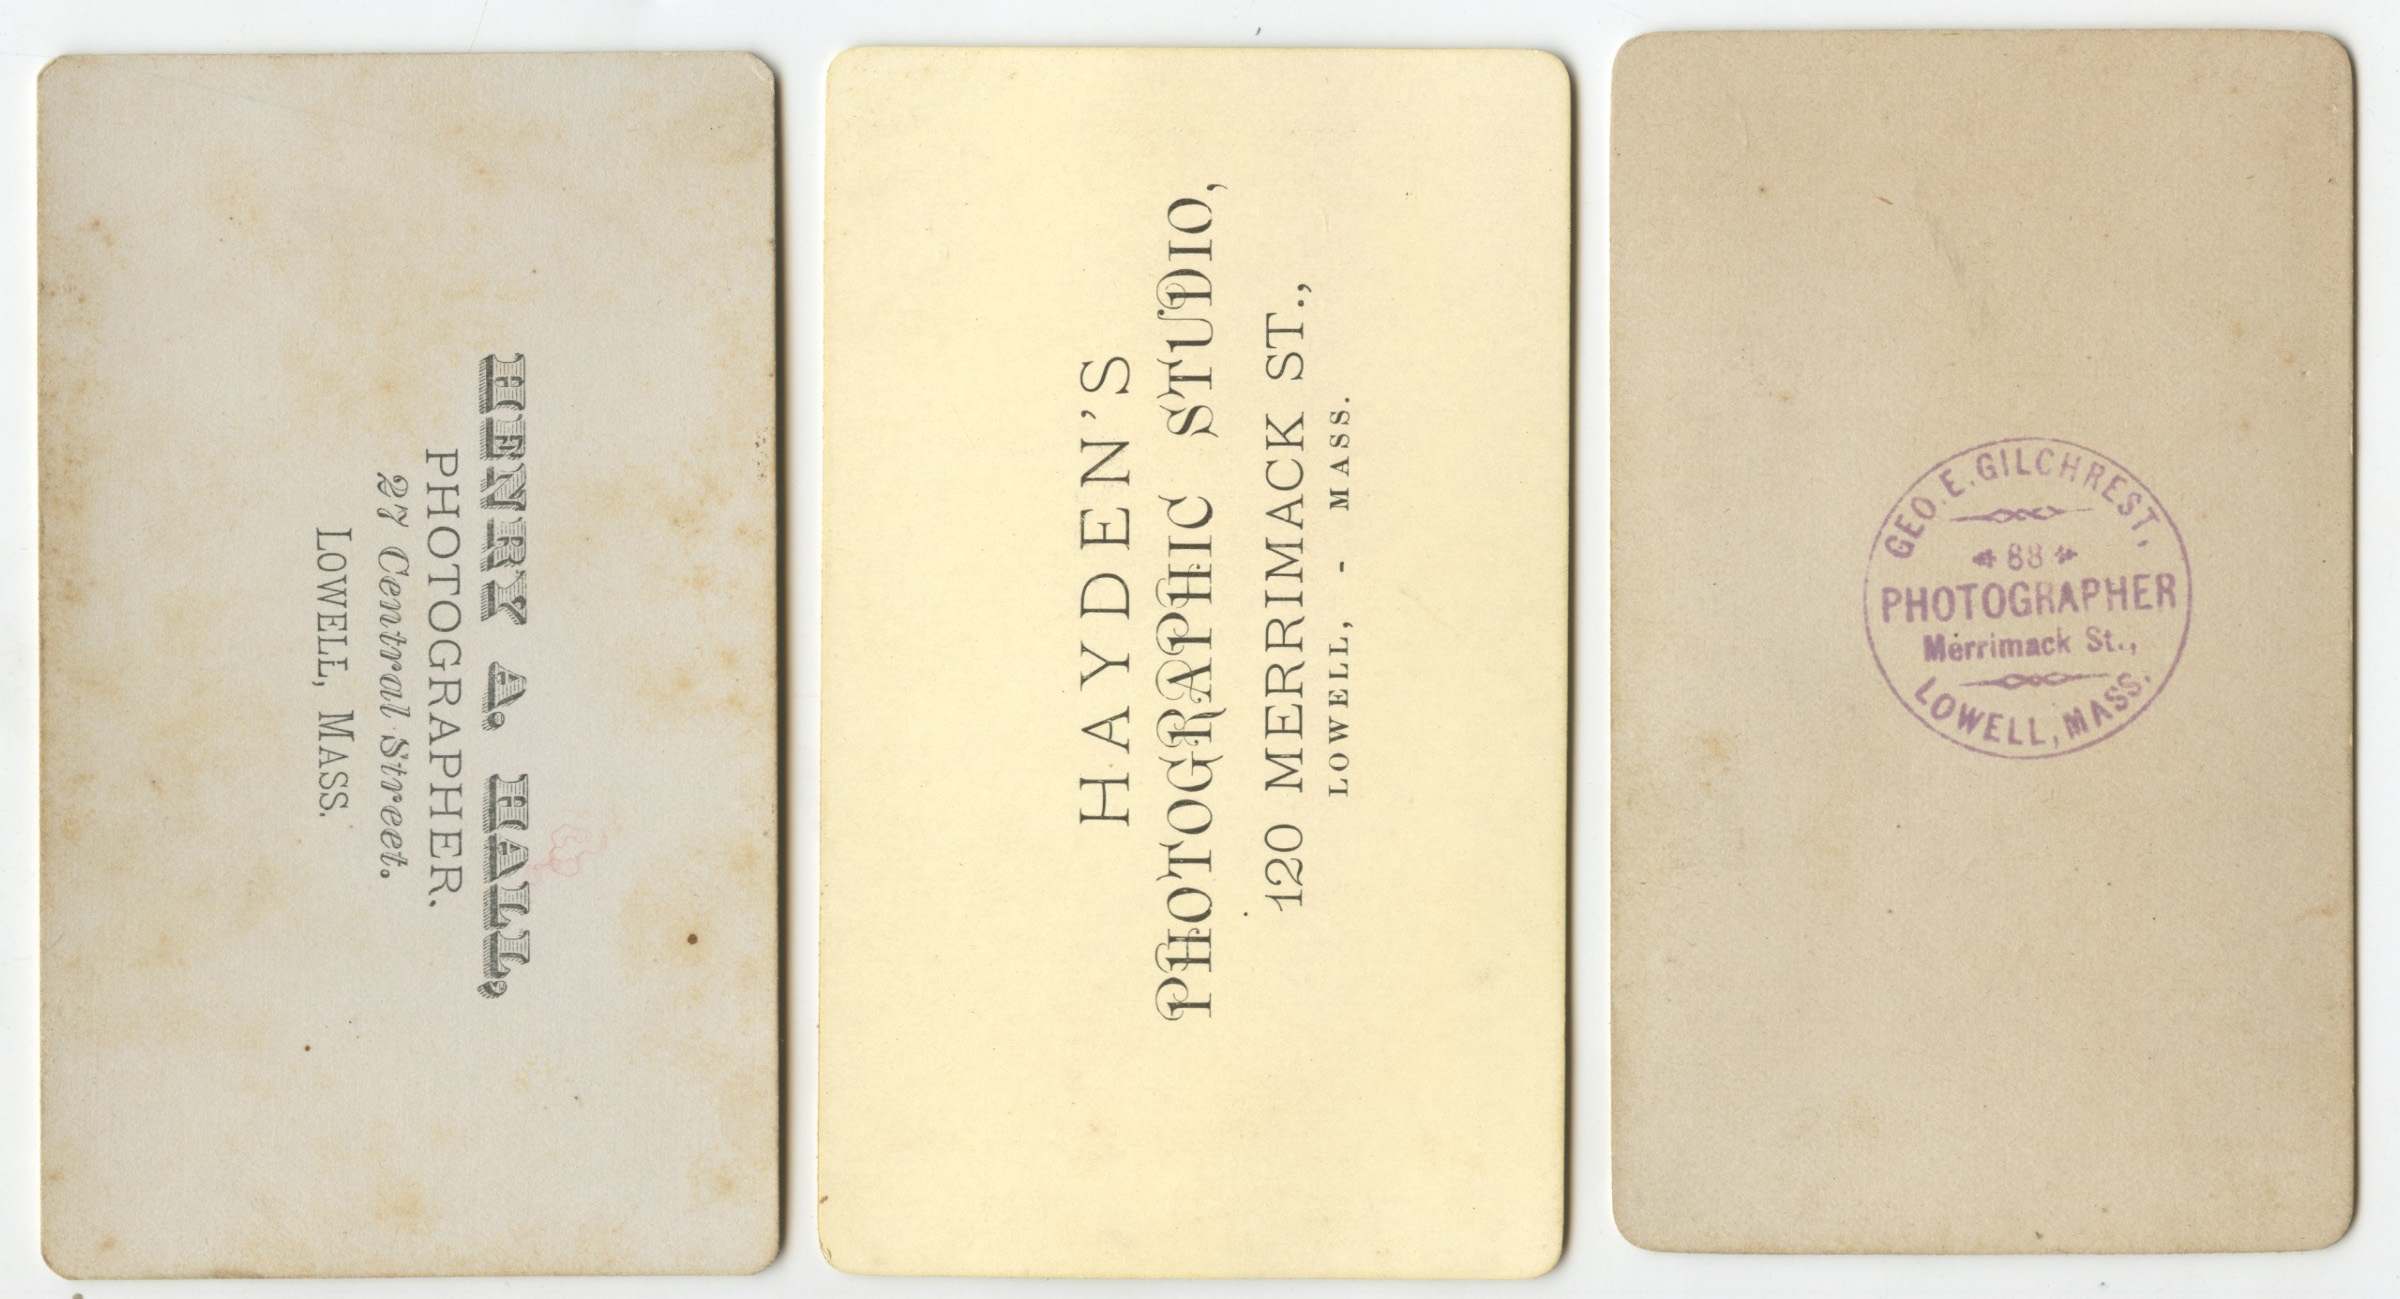 HENRY A. HALL,
PHOTOGRAPHER.
27 Central Street.
LOWELL, MASS.
HAYDEN'S
PHOTOGRAPHIC STUDIO,
120 MERRIMACK ST.,
LOWELL, - MASS.
GEO. E. GILCHREST,
88
PHOTOGRAPHER
Merrimack St.,
LOWELL, MASS.